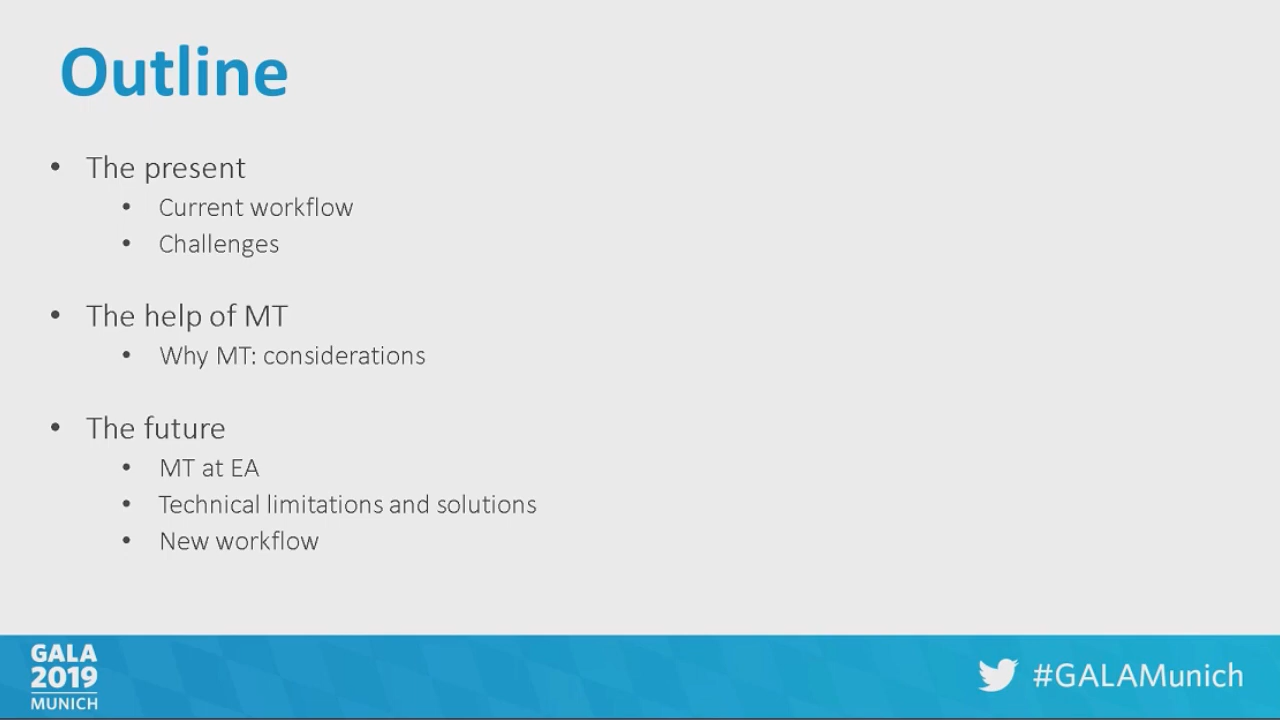 Outline
• The present
• Current workflow
• Challenges
• The help of MT
• Why MT: considerations
• The future
• MT at EA
• Technical limitations and solutions
• New workflow
GALA
2019
MUNICH
#GALAMunich